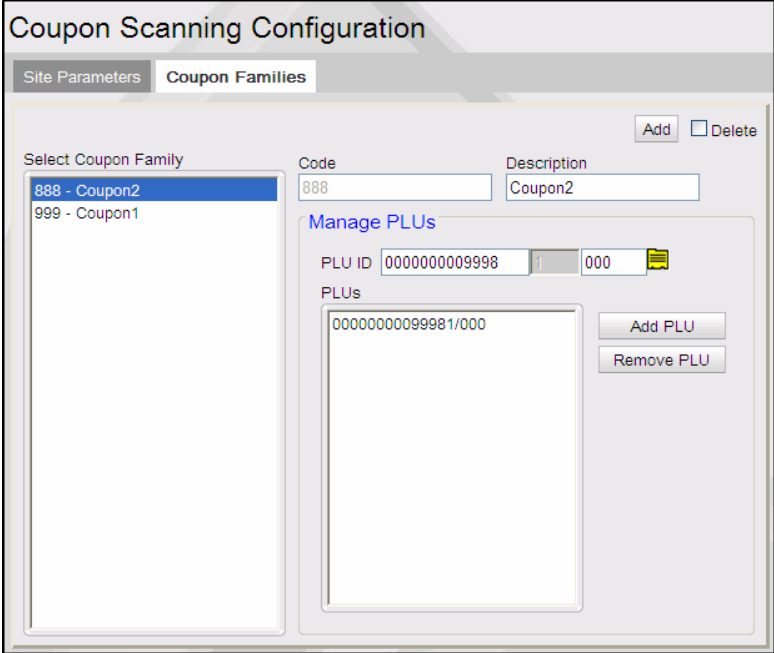 Coupon Scanning Configuration
Site Parameters Coupon Families
Add Delete
Select Coupon Family
888 - Coupon2
999 - Coupon1
Code Description
888 Coupon2
Manage PLUs
PLU ID 0000000009998 1 000
PLUs
00000000099981/000
Add PLU
Remove PLU